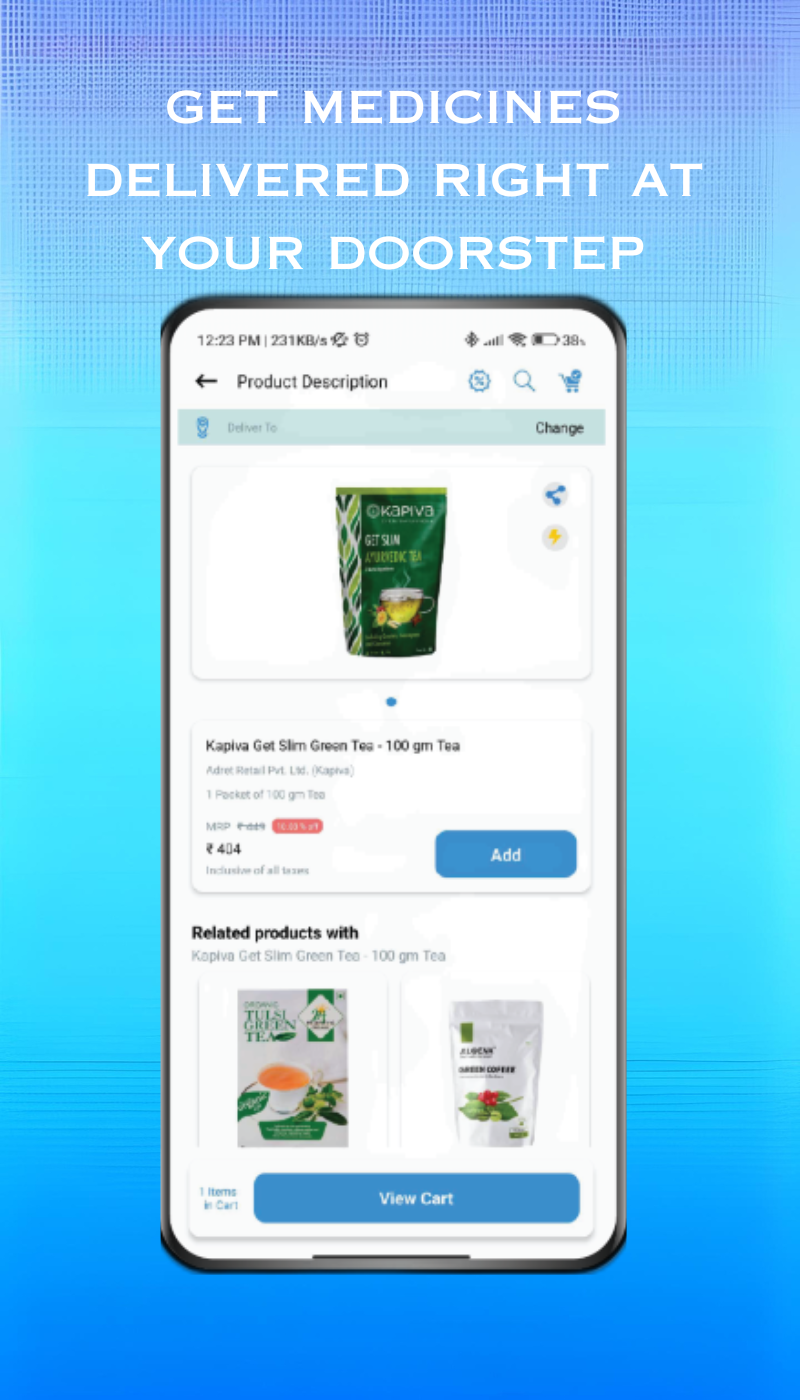 GET MEDICINES
DELIVERED RIGHT AT
YOUR DOORSTEP
12:23 PM | 231KB/s
38%
Product Description
Deliver To
Change
KAPIVA
GET SLIM
AYURVEDIC TEA
Kapiva Get Slim Green Tea - 100 gm Tea
Adret Retail Pvt. Ltd. (Kapiva)
1 Packet of 100 gm Tea
MRP ₹ 449
₹ 404
Add
Inclusive of all taxes
Related products with
Kapiva Get Slim Green Tea - 100 gm Tea
ORGANIC
TULSI
GREEN
TEA
24
Organic
GREEN COFFEE
1 Items
in Cart
View Cart